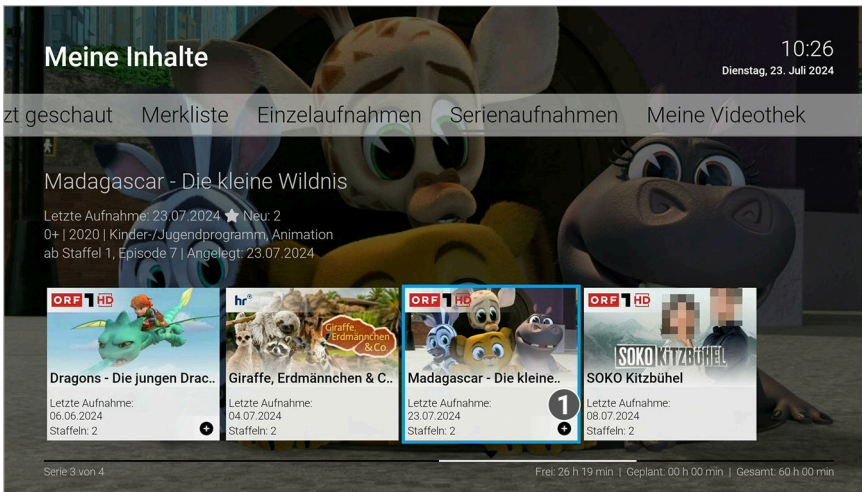 Meine Inhalte
10:26
Dienstag, 23. Juli 2024
zt geschaut Merkliste Einzelaufnahmen Serienaufnahmen Meine Videothek
Madagascar - Die kleine Wildnis
Letzte Aufnahme: 23.07.2024 ★ Neu: 2
0+ | 2020 | Kinder-/Jugendprogramm, Animation
ab Staffel 1, Episode 7 | Angelegt: 23.07.2024
ORF 1 HD
Dragons - Die jungen Drac..
Letzte Aufnahme:
06.06.2024
Staffeln: 2
hr
Giraffe,
Erdmännchen
& Co.
Giraffe, Erdmännchen & C..
Letzte Aufnahme:
04.07.2024
Staffeln: 2
ORF 1 HD
Madagascar - Die kleine..
Letzte Aufnahme:
23.07.2024
Staffeln: 2
1
ORF 1 HD
SOKO KITZBÜHEL
SOKO Kitzbühel
Letzte Aufnahme:
08.07.2024
Staffeln: 2
Serie 3 von 4
Frei: 26 h 19 min | Geplant: 00 h 00 min | Gesamt: 60 h 00 min